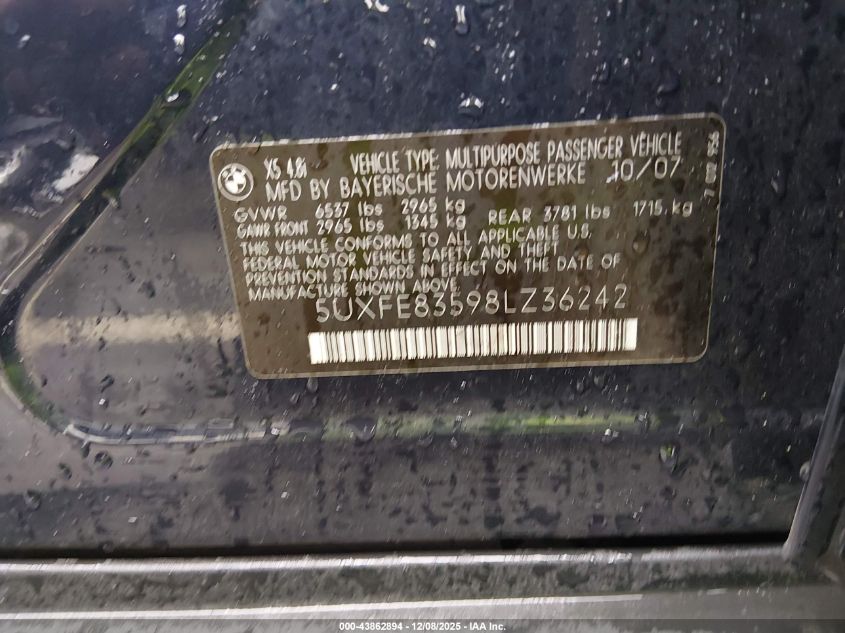 BMW
X5 4.8i VEHICLE TYPE: MULTIPURPOSE PASSENGER VEHICLE
MFD BY BAYERISCHE MOTORENWERKE 10/07
GVWR 6537 lbs 2965 kg
GAWR FRONT 2965 lbs 1345 kg REAR 3781 lbs 1715 kg
THIS VEHICLE CONFORMS TO ALL APPLICABLE U.S.
FEDERAL MOTOR VEHICLE SAFETY AND THEFT
PREVENTION STANDARDS IN EFFECT ON THE DATE OF
MANUFACTURE SHOWN ABOVE
5UXFE83598LZ36242
000-43862894 - 12/08/2025 - IAA Inc.